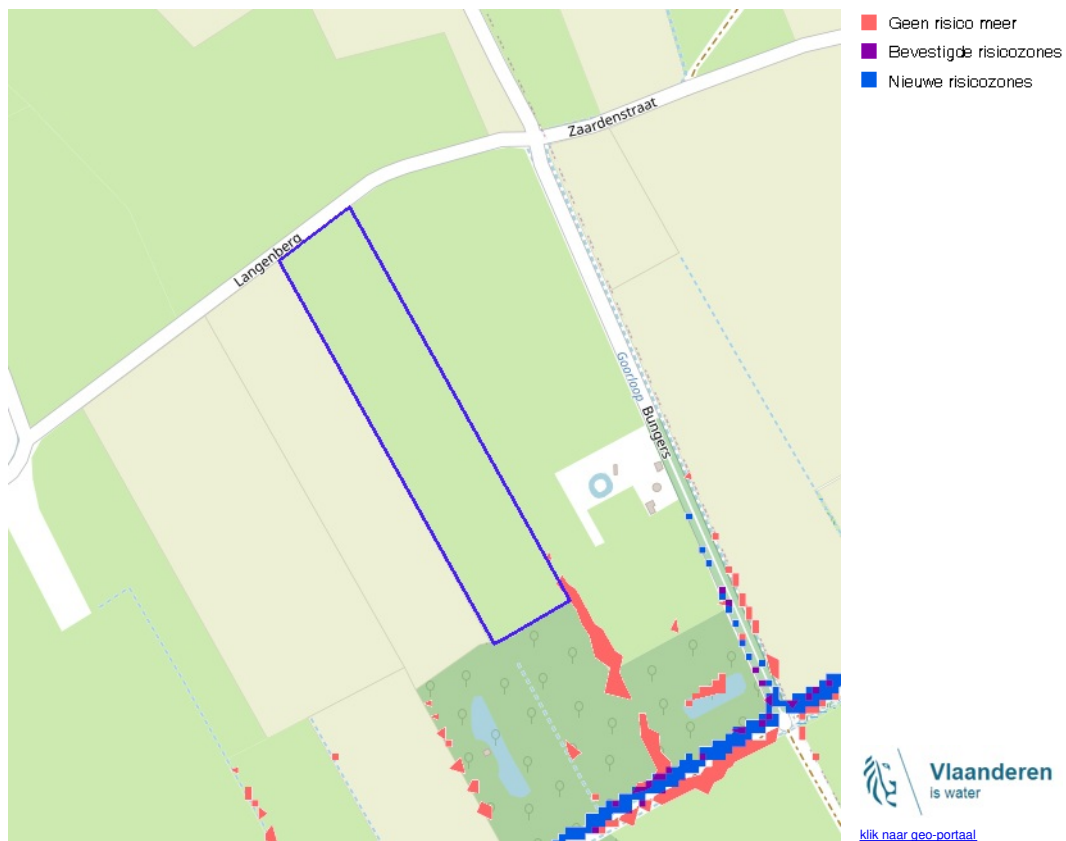 Geen risico meer
Bevestigde risicozones
Nieuwe risicozones
Zaardenstraat
Langenberg
Goorloop
Bungers
Vlaanderen
is water
klik naar geo-portaal